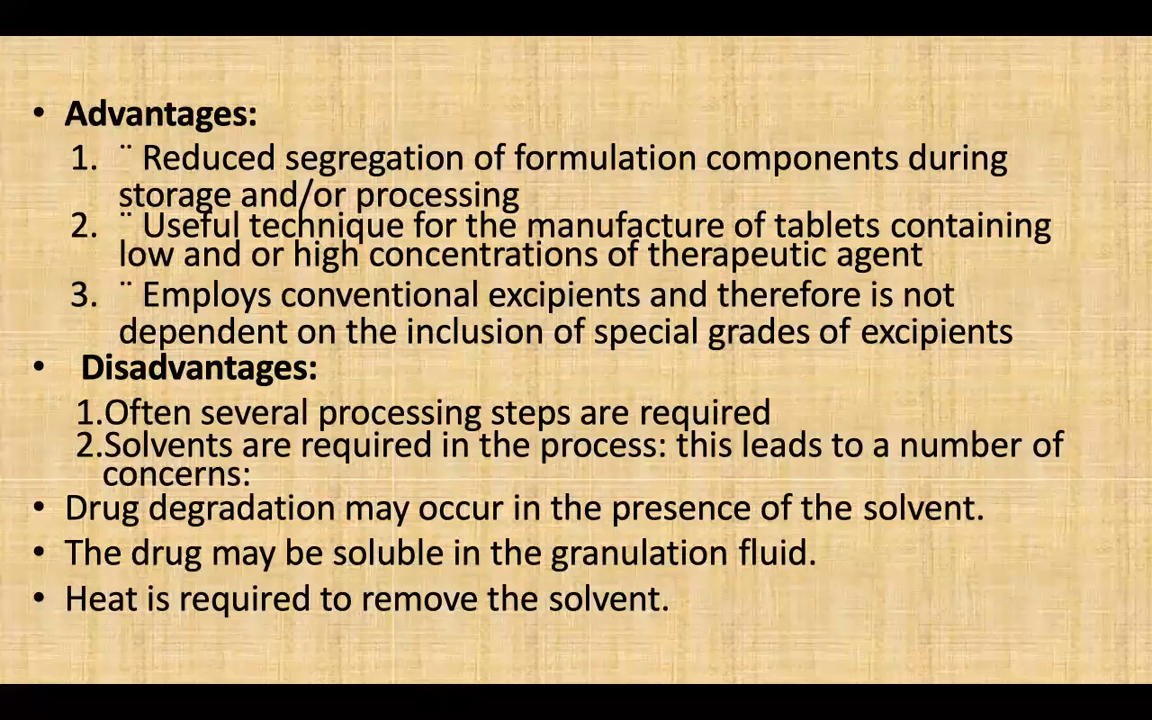 • Advantages:
1. ¨ Reduced segregation of formulation components during
storage and/or processing
2. ¨ Useful technique for the manufacture of tablets containing
low and or high concentrations of therapeutic agent
3. ¨ Employs conventional excipients and therefore is not
dependent on the inclusion of special grades of excipients
• Disadvantages:
1.Often several processing steps are required
2.Solvents are required in the process: this leads to a number of
concerns:
• Drug degradation may occur in the presence of the solvent.
• The drug may be soluble in the granulation fluid.
• Heat is required to remove the solvent.